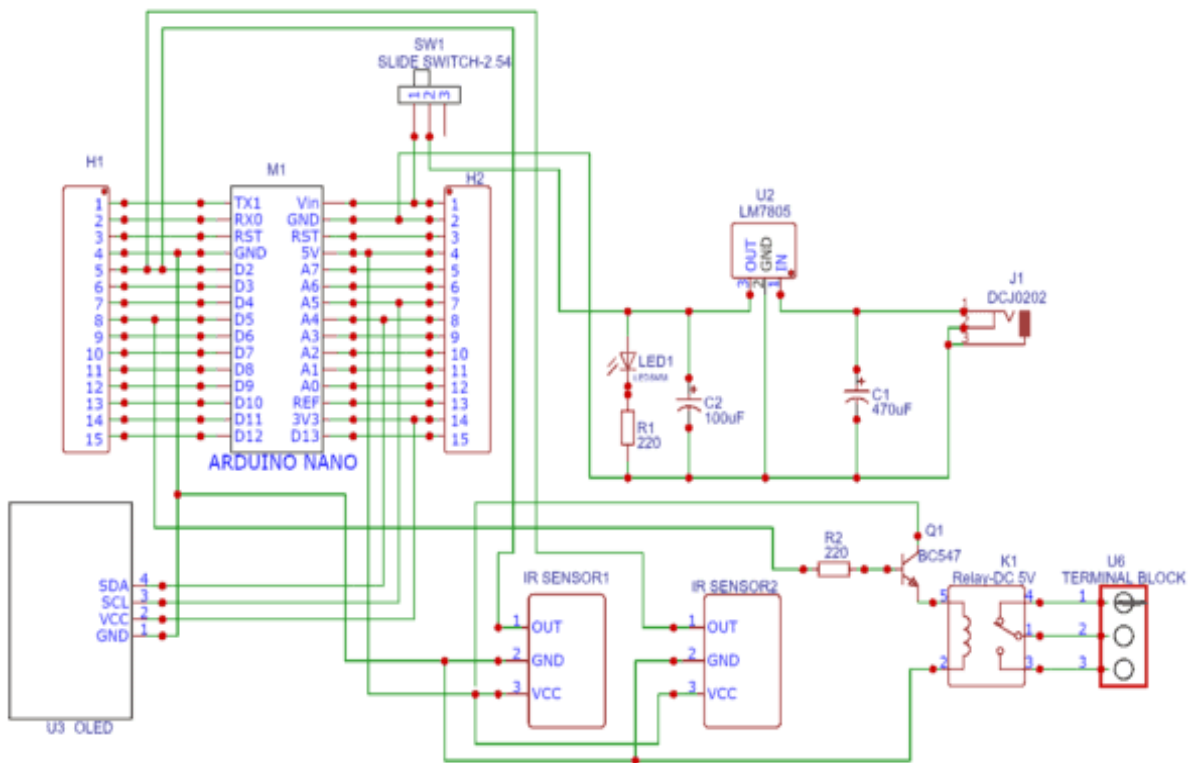 SW1
SLIDE SWITCH-2.54
1 2 3
H1
M1
H2
1 TX1 Vin 1
2 RX0 GND 2
3 RST RST 3
4 GND 5V 4
5 D2 A7 5
6 D3 A6 6
7 D4 A5 7
8 D5 A4 8
9 D6 A3 9
10 D7 A2 10
11 D8 A1 11
12 D9 A0 12
13 D10 REF 13
14 D11 3V3 14
15 D12 D13 15
ARDUINO NANO
U2
LM7805
OUT GND IN
3 2 1
J1
DCJ0202
LED1
R1
220
C2
100uF
C1
470uF
SDA 4
SCL 3
VCC 2
GND 1
U3 OLED
IR SENSOR1
1 OUT
2 GND
3 VCC
IR SENSOR2
1 OUT
2 GND
3 VCC
R2
220
Q1
BC547
K1
Relay-DC 5V
5 4
1
2 3
U6
TERMINAL BLOCK
1
2
3